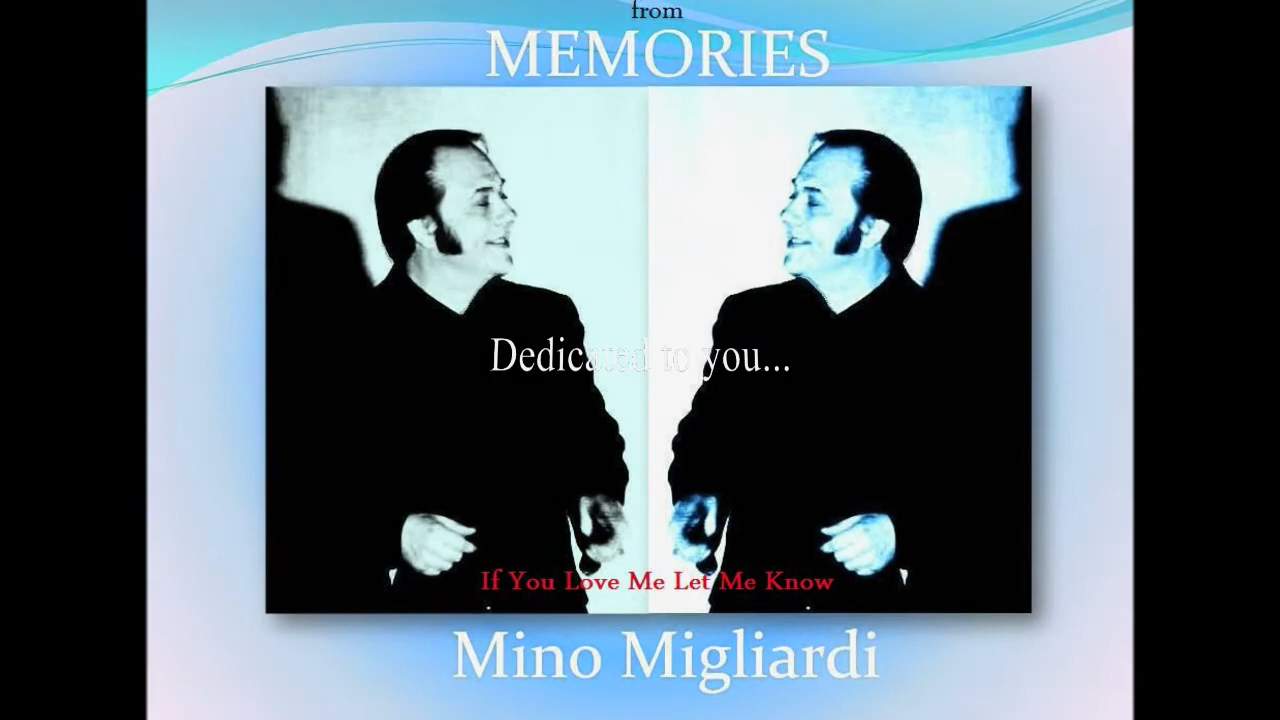 from
MEMORIES
Dedicated to you...
If You Love Me Let Me Know
Mino Migliardi